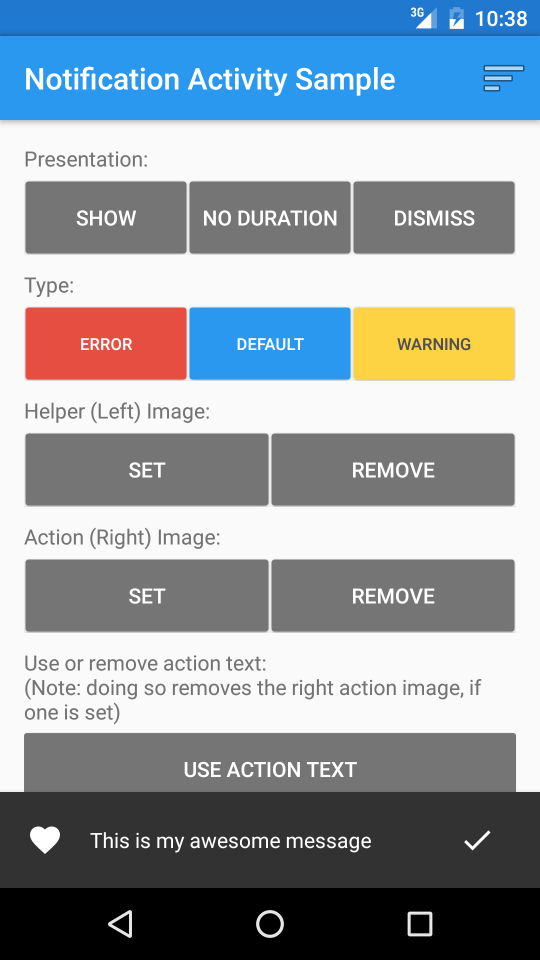 3G 10:38
Notification Activity Sample
Presentation:
SHOW NO DURATION DISMISS
Type:
ERROR DEFAULT WARNING
Helper (Left) Image:
SET REMOVE
Action (Right) Image:
SET REMOVE
Use or remove action text:
(Note: doing so removes the right action image, if
one is set)
USE ACTION TEXT
This is my awesome message